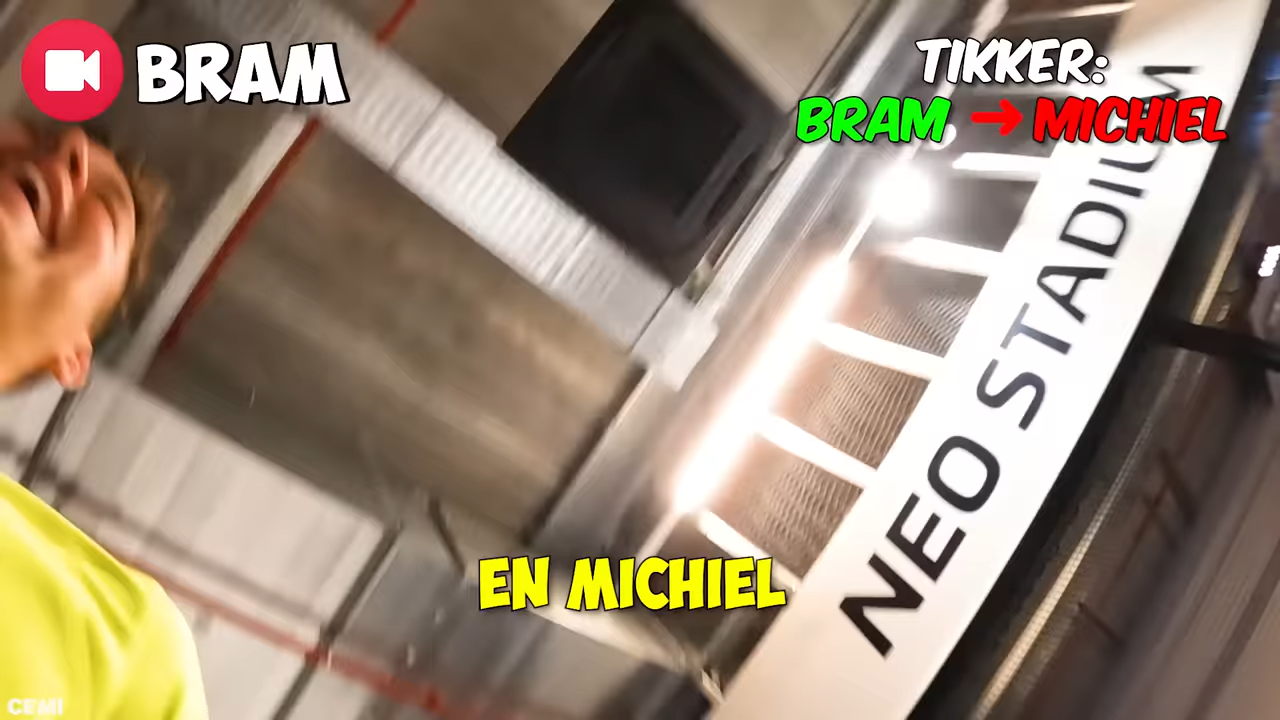 BRAM
TIKKER:
BRAM → MICHIEL
NEO STADIUM
EN MICHIEL
CEMI